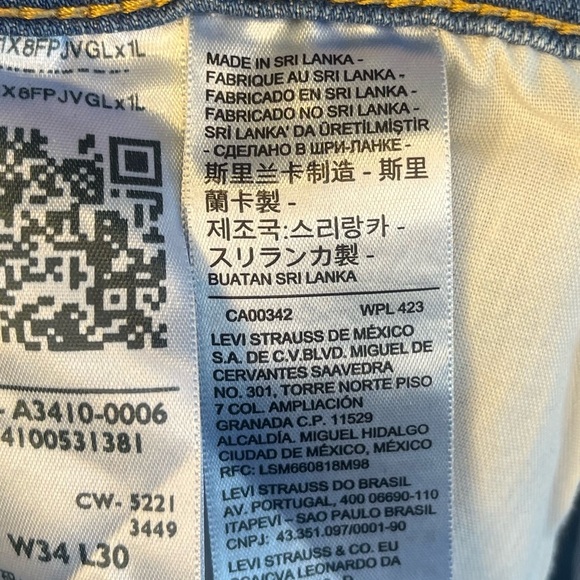 X8FPJVGLx1L
X8FPJVGLx1L
A3410-0006
4100531381
CW- 5221
3449
W34 L30
MADE IN SRI LANKA -
FABRIQUE AU SRI LANKA -
FABRICADO EN SRI LANKA -
FABRICADO NO SRI LANKA -
SRİ LANKA' DA ÜRETİLMİŞTİR
- СДЕЛАНО В ШРИ-ЛАНКЕ -
斯里兰卡制造 - 斯里
蘭卡製 -
제조국:스리랑카 -
スリランカ製 -
BUATAN SRI LANKA
CA00342 WPL 423
LEVI STRAUSS DE MÉXICO
S.A. DE C.V.BLVD. MIGUEL DE
CERVANTES SAAVEDRA
NO. 301, TORRE NORTE PISO
7 COL. AMPLIACIÓN
GRANADA C.P. 11529
ALCALDÍA. MIGUEL HIDALGO
CIUDAD DE MÉXICO, MÉXICO
RFC: LSM660818M98
LEVI STRAUSS DO BRASIL
AV. PORTUGAL, 400 06690-110
ITAPEVI – SAO PAULO BRASIL
CNPJ: 43.351.097/0001-90
LEVI STRAUSS & CO. EU
LEONARDO DA